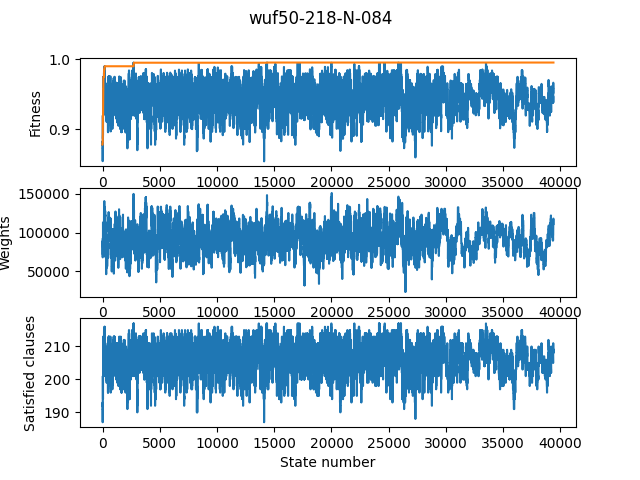 wuf50-218-N-084
1.0
0.9
Fitness
0 5000 10000 15000 20000 25000 30000 35000 40000
150000
100000
50000
Weights
0 5000 10000 15000 20000 25000 30000 35000 40000
210
200
190
Satisfied clauses
0 5000 10000 15000 20000 25000 30000 35000 40000
State number